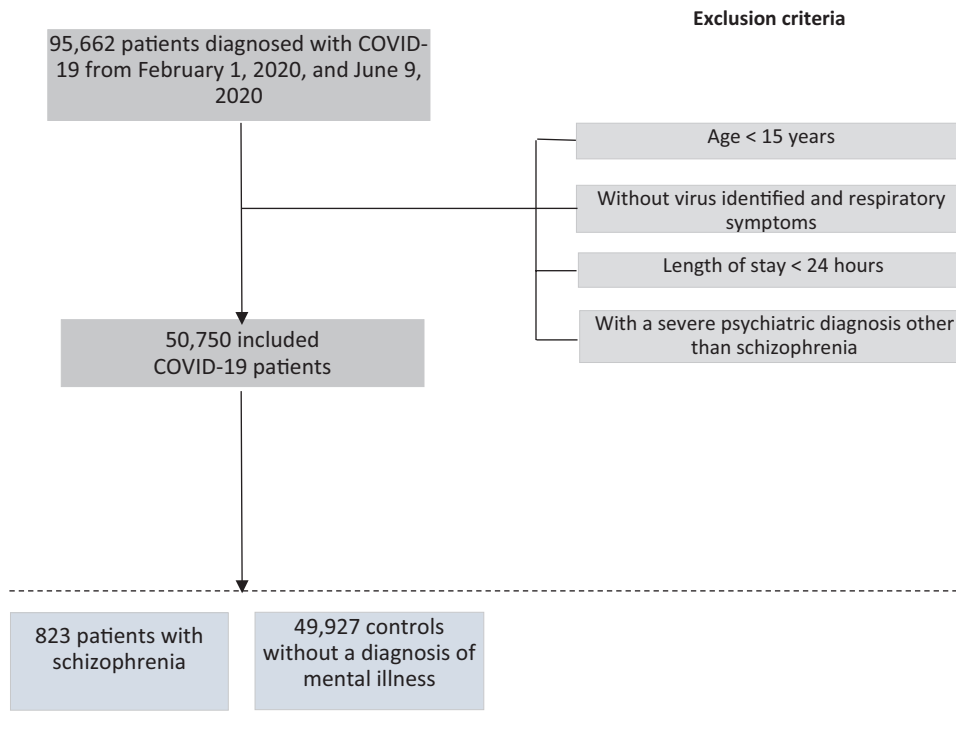 Exclusion criteria
95,662 patients diagnosed with COVID-
19 from February 1, 2020, and June 9,
2020
Age < 15 years
Without virus identified and respiratory
symptoms
Length of stay < 24 hours
With a severe psychiatric diagnosis other
than schizophrenia
50,750 included
COVID-19 patients
823 patients with
schizophrenia
49,927 controls
without a diagnosis of
mental illness